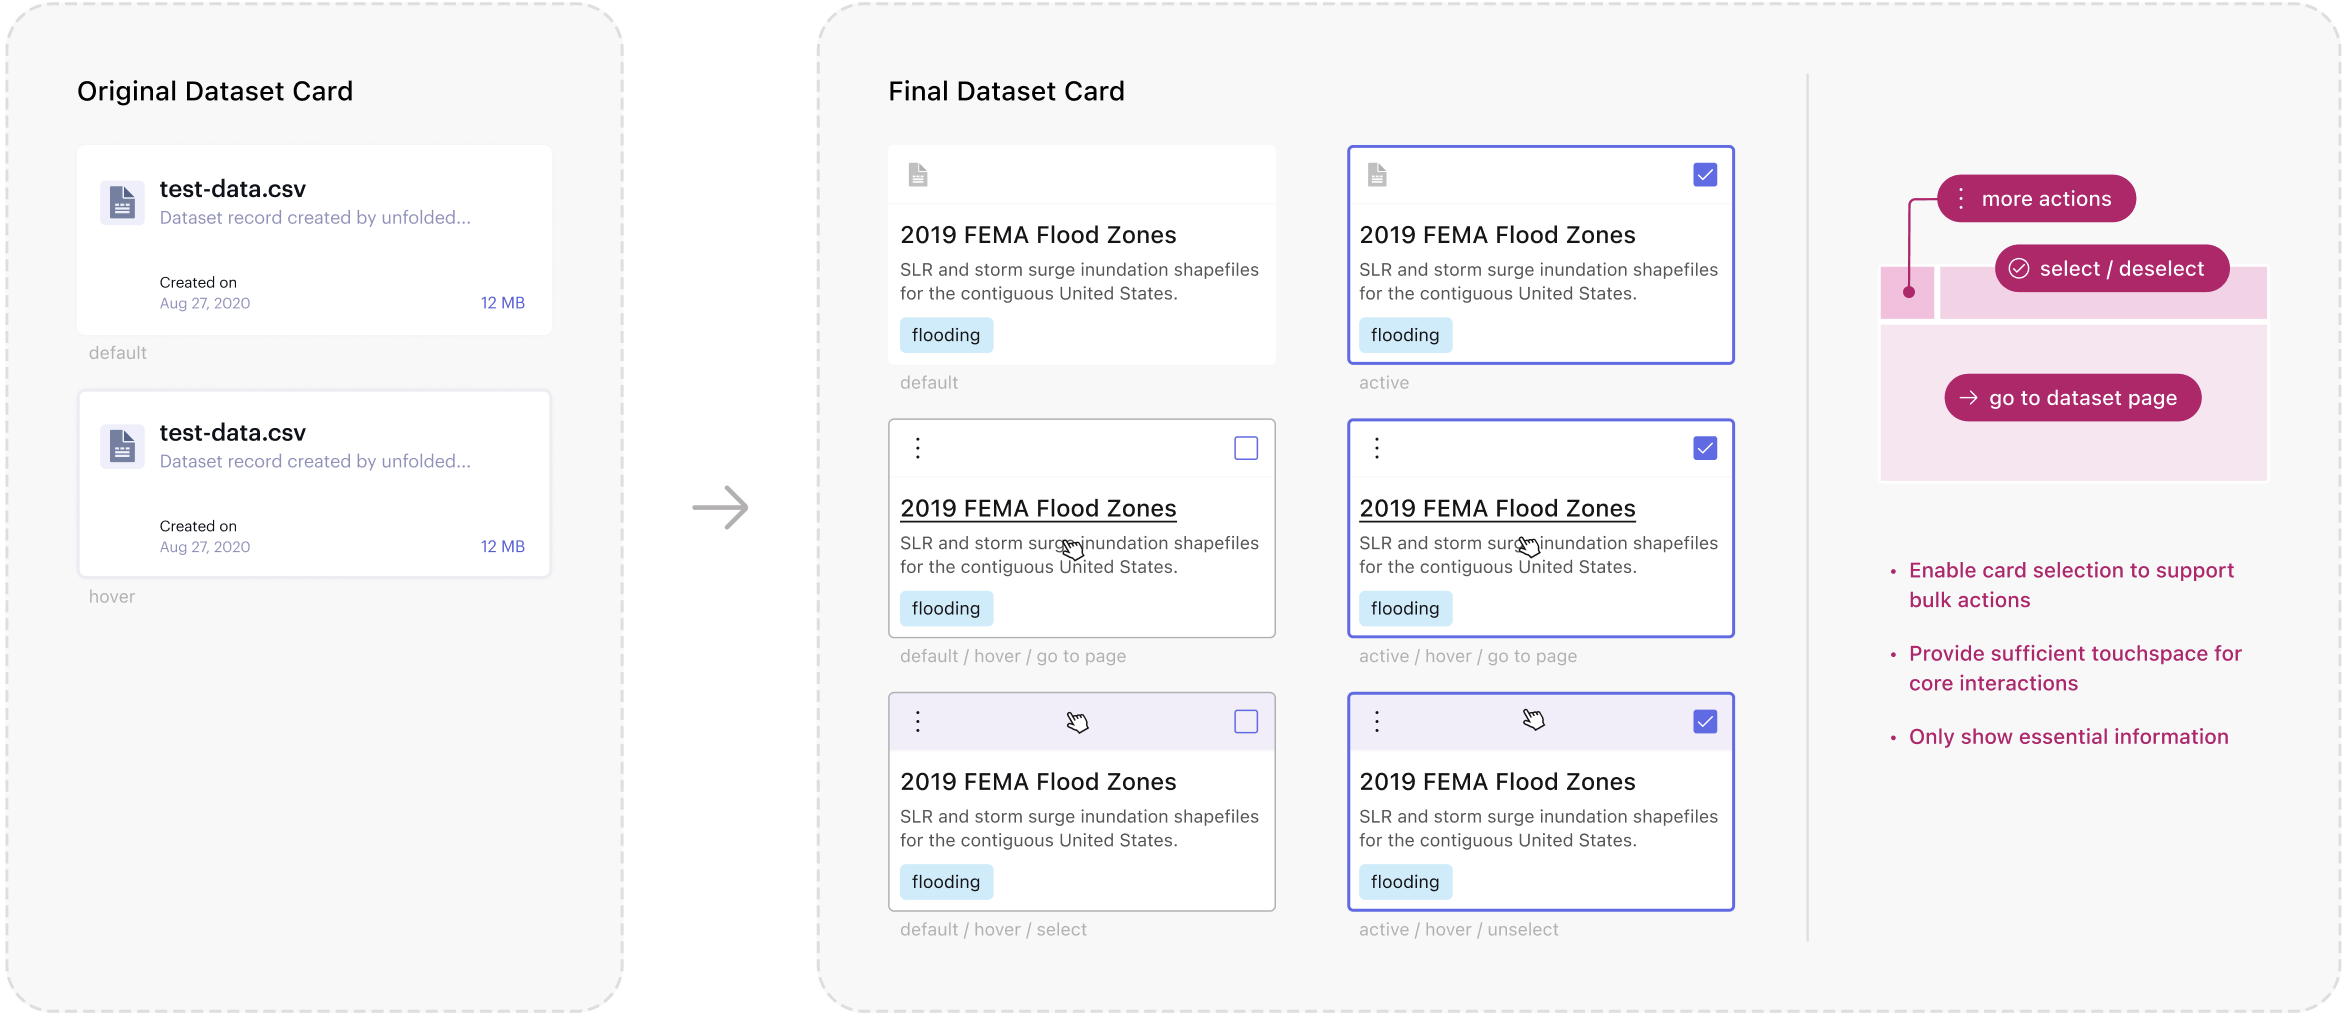 Original Dataset Card
test-data.csv
Dataset record created by unfolded...
Created on
Aug 27, 2020
12 MB
default
test-data.csv
Dataset record created by unfolded...
Created on
Aug 27, 2020
12 MB
hover
Final Dataset Card
2019 FEMA Flood Zones
SLR and storm surge inundation shapefiles
for the contiguous United States.
flooding
default
2019 FEMA Flood Zones
SLR and storm surge inundation shapefiles
for the contiguous United States.
flooding
active
2019 FEMA Flood Zones
SLR and storm surge inundation shapefiles
for the contiguous United States.
flooding
default / hover / go to page
2019 FEMA Flood Zones
SLR and storm surge inundation shapefiles
for the contiguous United States.
flooding
active / hover / go to page
2019 FEMA Flood Zones
SLR and storm surge inundation shapefiles
for the contiguous United States.
flooding
default / hover / select
2019 FEMA Flood Zones
SLR and storm surge inundation shapefiles
for the contiguous United States.
flooding
active / hover / unselect
more actions
select / deselect
go to dataset page
• Enable card selection to support
bulk actions
• Provide sufficient touchspace for
core interactions
• Only show essential information